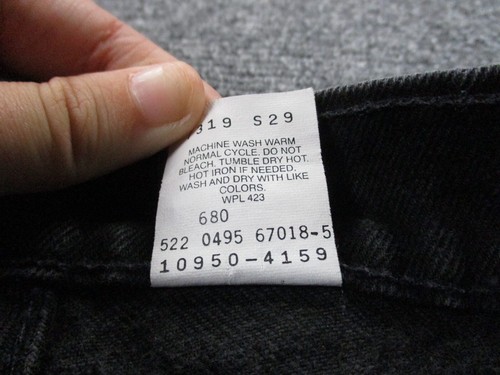 319 S29
MACHINE WASH WARM
NORMAL CYCLE. DO NOT
BLEACH. TUMBLE DRY HOT.
HOT IRON IF NEEDED.
WASH AND DRY WITH LIKE
COLORS.
WPL 423
680
522 0495 67018-5
10950-4159